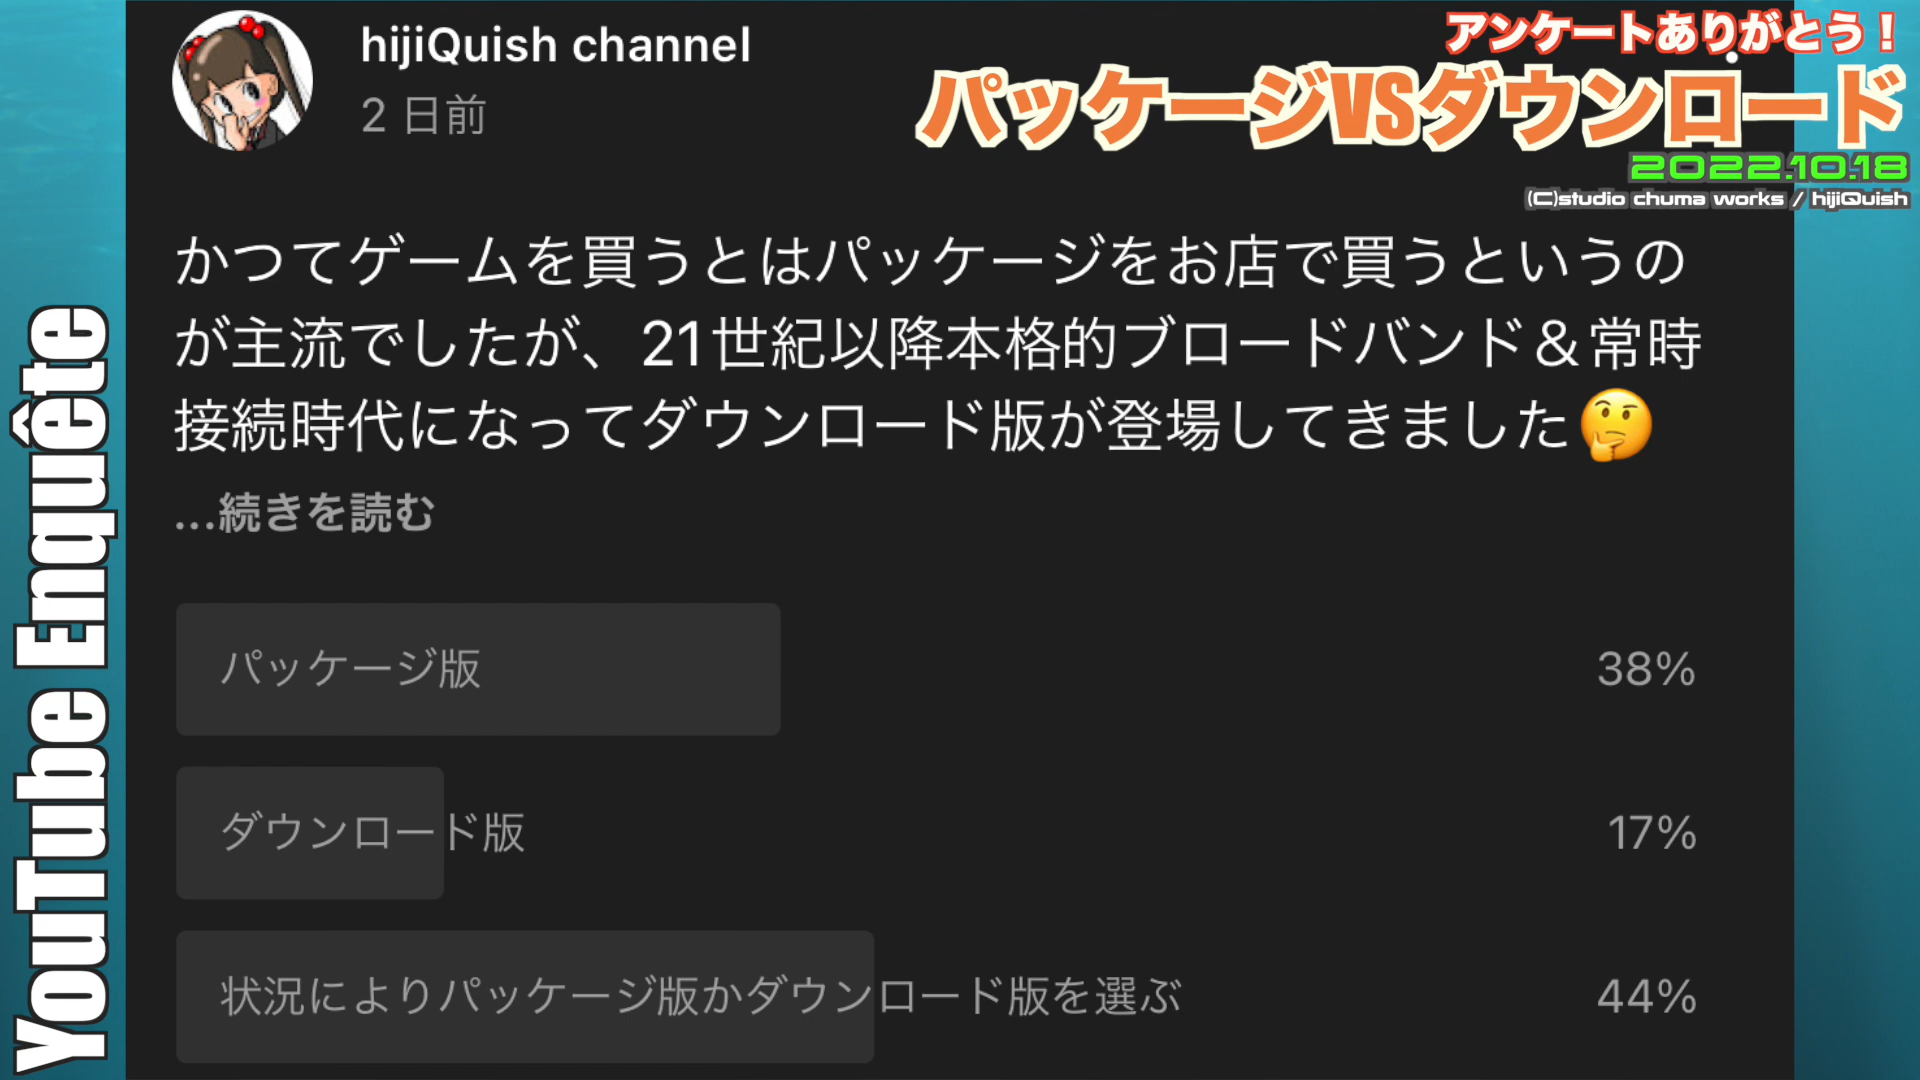 hijiQuish channel
2 日前
アンケートありがとう！
パッケージVSダウンロード
2022.10.18
(C)studio chuma works / hijiQuish
YouTube Enquête
かつてゲームを買うとはパッケージをお店で買うというの
が主流でしたが、21世紀以降本格的ブロードバンド＆常時
接続時代になってダウンロード版が登場してきました🤔
...続きを読む
パッケージ版 38%
ダウンロード版 17%
状況によりパッケージ版かダウンロード版を選ぶ 44%